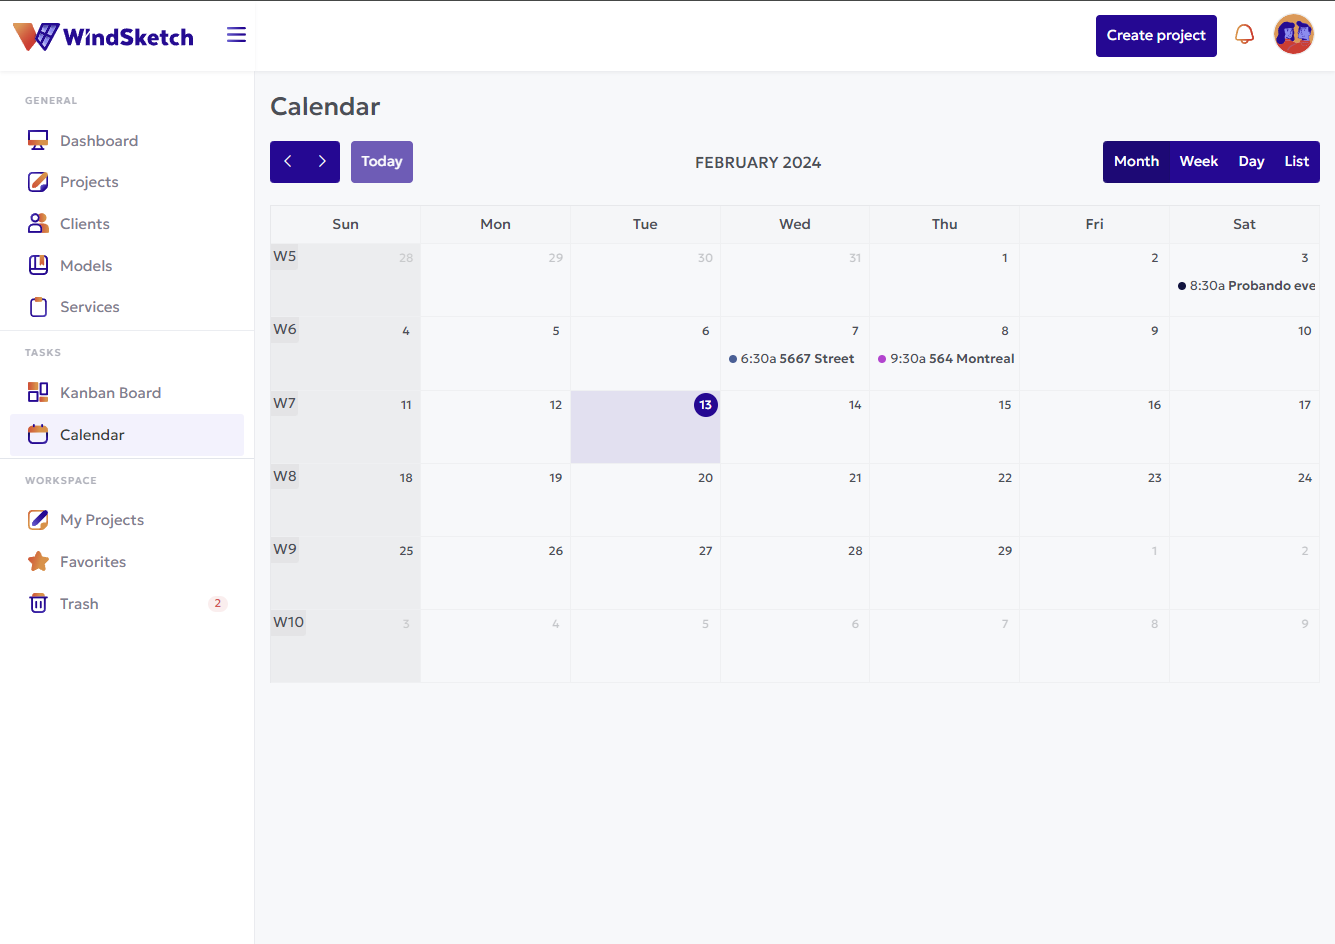 WindSketch
Create project
GENERAL
Dashboard
Projects
Clients
Models
Services
TASKS
Kanban Board
Calendar
WORKSPACE
My Projects
Favorites
Trash 2
Calendar
Today
FEBRUARY 2024
Month Week Day List
Sun Mon Tue Wed Thu Fri Sat
W5 28 29 30 31 1 2 3
8:30a Probando eve
W6 4 5 6 7 8 9 10
6:30a 5667 Street 9:30a 564 Montreal
W7 11 12 13 14 15 16 17
W8 18 19 20 21 22 23 24
W9 25 26 27 28 29 1 2
W10 3 4 5 6 7 8 9